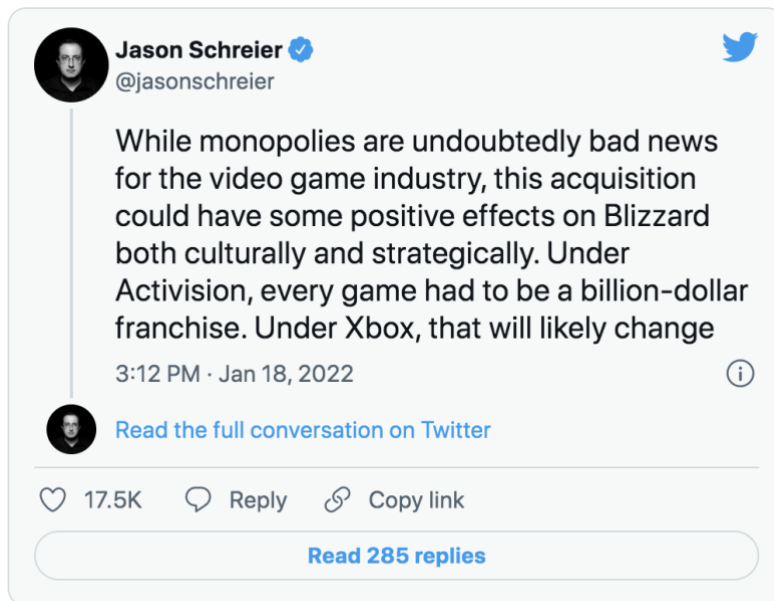 Jason Schreier
@jasonschreier
While monopolies are undoubtedly bad news
for the video game industry, this acquisition
could have some positive effects on Blizzard
both culturally and strategically. Under
Activision, every game had to be a billion-dollar
franchise. Under Xbox, that will likely change
3:12 PM · Jan 18, 2022
Read the full conversation on Twitter
17.5K Reply Copy link
Read 285 replies